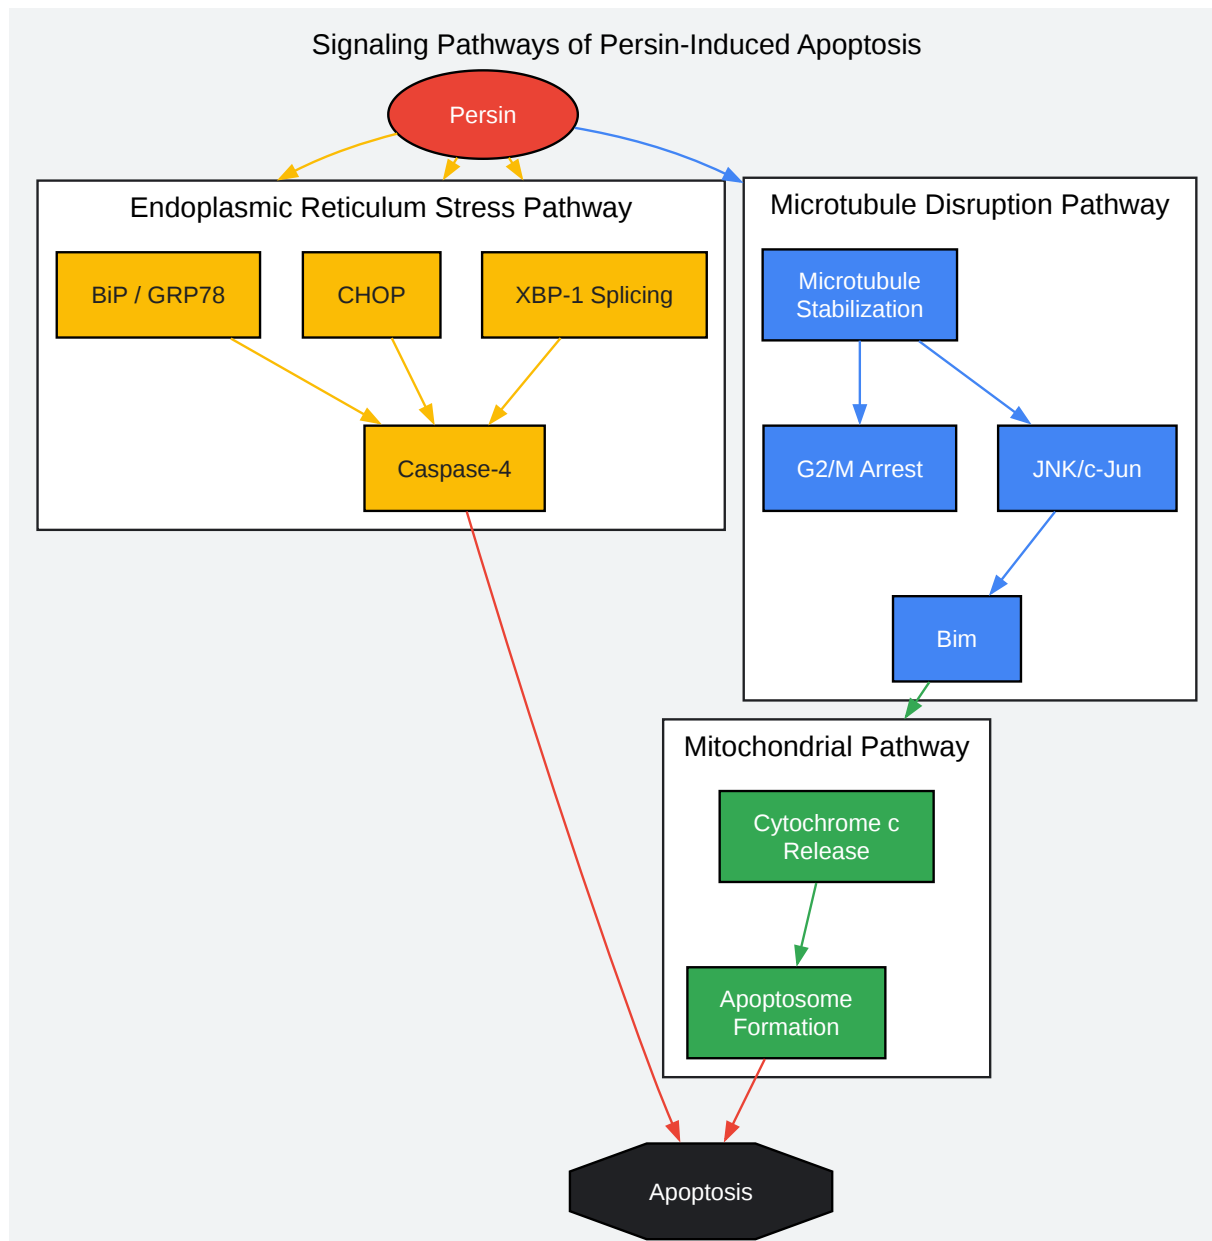 Signaling Pathways of Persin-Induced Apoptosis
Persin
Endoplasmic Reticulum Stress Pathway
BiP / GRP78
CHOP
XBP-1 Splicing
Caspase-4
Microtubule Disruption Pathway
Microtubule
Stabilization
G2/M Arrest
JNK/c-Jun
Bim
Mitochondrial Pathway
Cytochrome c
Release
Apoptosome
Formation
Apoptosis